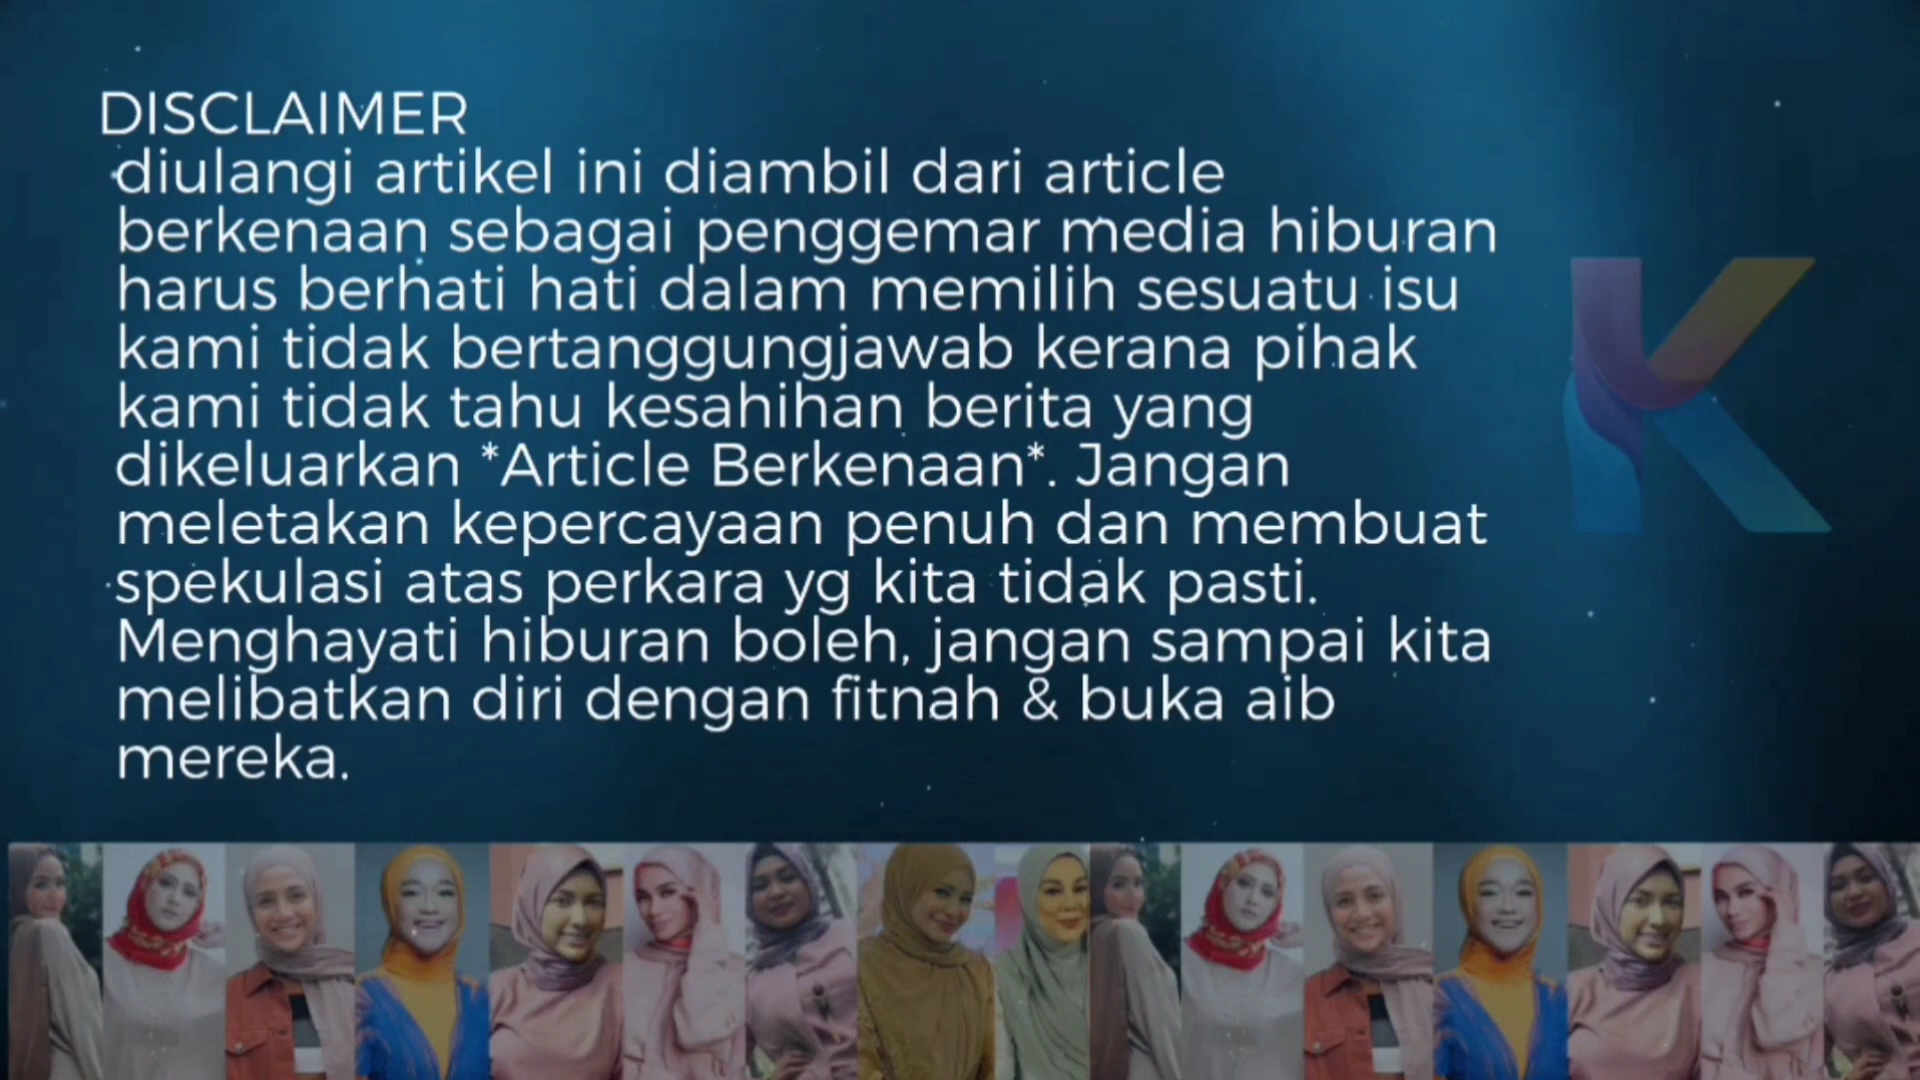 DISCLAIMER
diulangi artikel ini diambil dari article
berkenaan sebagai penggemar media hiburan
harus berhati hati dalam memilih sesuatu isu
kami tidak bertanggungjawab kerana pihak
kami tidak tahu kesahihan berita yang
dikeluarkan *Article Berkenaan*. Jangan
meletakan kepercayaan penuh dan membuat
spekulasi atas perkara yg kita tidak pasti.
Menghayati hiburan boleh, jangan sampai kita
melibatkan diri dengan fitnah & buka aib
mereka.
K